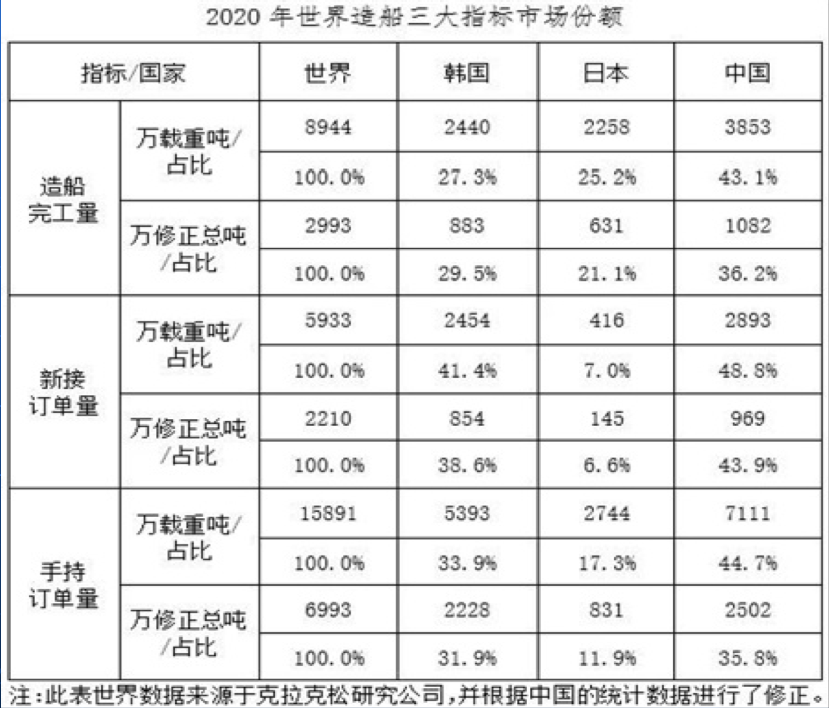 2020 年世界造船三大指标市场份额
指标/国家 世界 韩国 日本 中国
造船
完工量
万载重吨/
占比
8944 2440 2258 3853
100.0% 27.3% 25.2% 43.1%
万修正总吨
/占比
2993 883 631 1082
100.0% 29.5% 21.1% 36.2%
新接
订单量
万载重吨/
占比
5933 2454 416 2893
100.0% 41.4% 7.0% 48.8%
万修正总吨
/占比
2210 854 145 969
100.0% 38.6% 6.6% 43.9%
手持
订单量
万载重吨/
占比
15891 5393 2744 7111
100.0% 33.9% 17.3% 44.7%
万修正总吨
/占比
6993 2228 831 2502
100.0% 31.9% 11.9% 35.8%
注:此表世界数据来源于克拉克松研究公司,并根据中国的统计数据进行了修正。